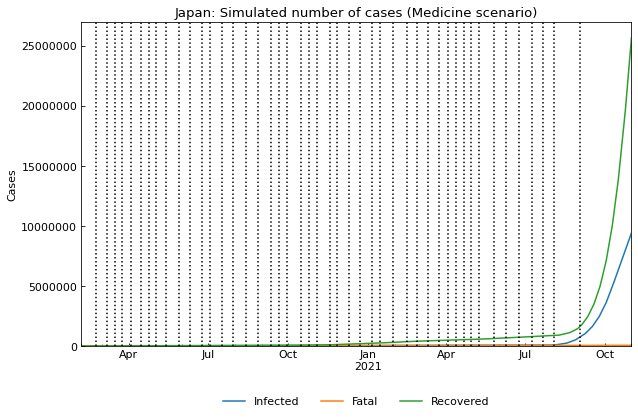 Japan: Simulated number of cases (Medicine scenario)
25000000
20000000
15000000
10000000
5000000
0
Cases
Apr Jul Oct Jan Apr Jul Oct
2021
Infected Fatal Recovered